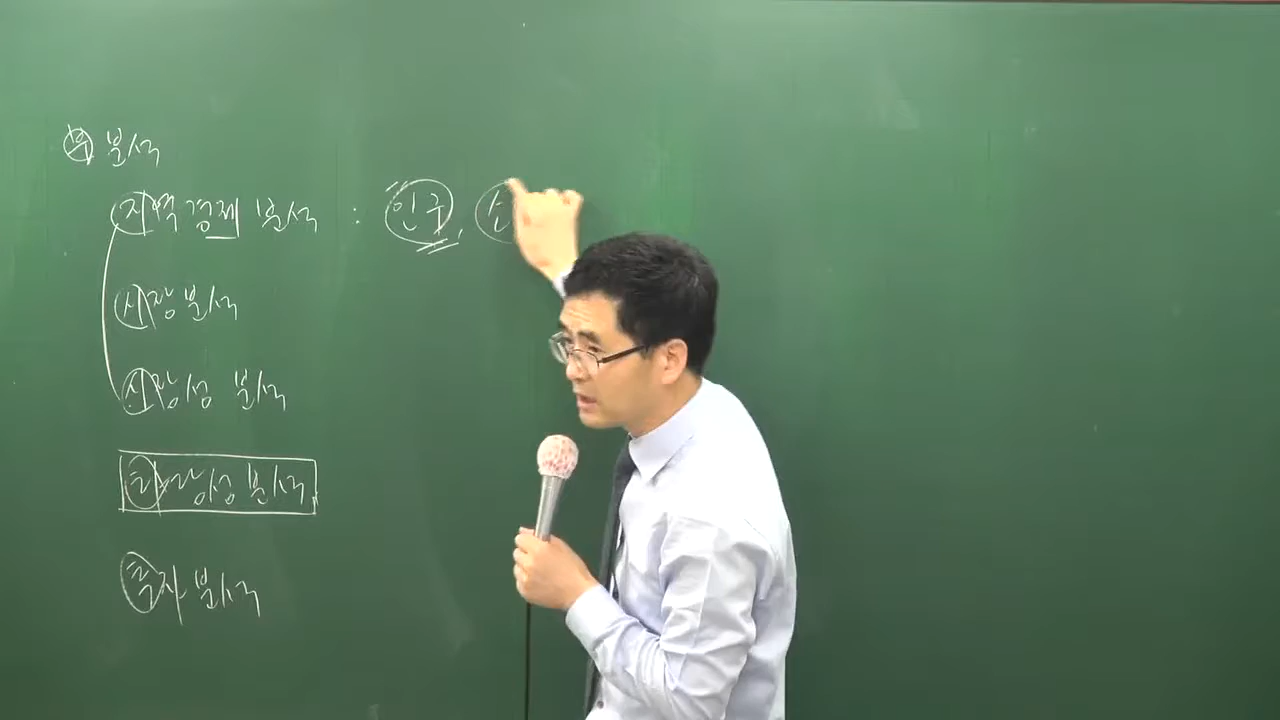 분석
지역경제 분석 : 인구,
시장 분석
시장성 분석
타당성 분석
투자 분석